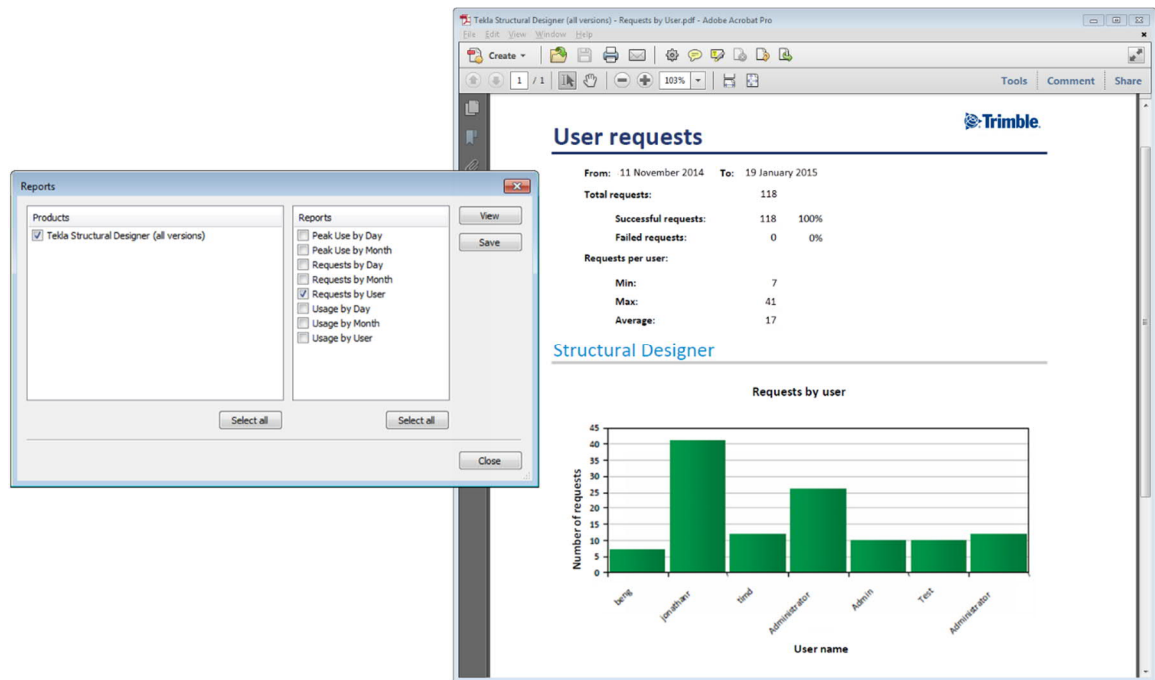 Reports
Products
Tekla Structural Designer (all versions)
Select all
Reports
Peak Use by Day
Peak Use by Month
Requests by Day
Requests by Month
Requests by User
Usage by Day
Usage by Month
Usage by User
Select all
View
Save
Close
Tekla Structural Designer (all versions) - Requests by User.pdf - Adobe Acrobat Pro
File Edit View Window Help
Create
1 / 1 103% Tools Comment Share
Trimble.
User requests
From: 11 November 2014 To: 19 January 2015
Total requests: 118
Successful requests: 118 100%
Failed requests: 0 0%
Requests per user:
Min: 7
Max: 41
Average: 17
Structural Designer
Requests by user
Number of requests
45
40
35
30
25
20
15
10
5
0
beng
jonathanr
timd
Administrator
Admin
Test
Administrator
User name